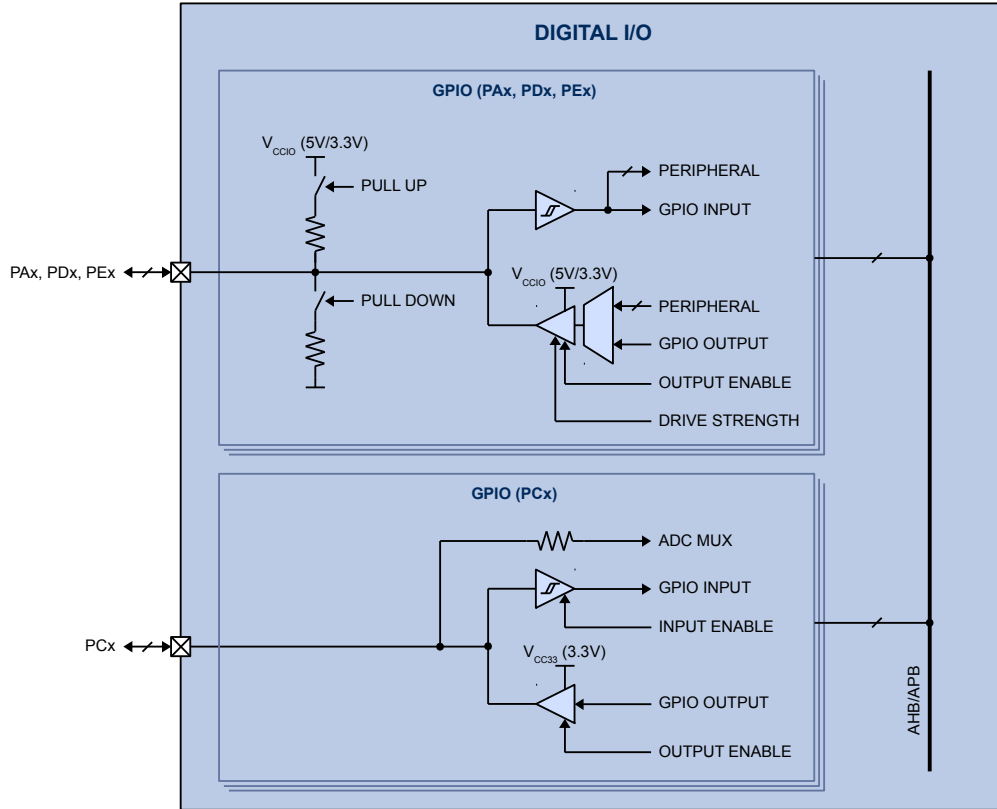 DIGITAL I/O
GPIO (PAx, PDx, PEx)
VCCIO (5V/3.3V)
PULL UP
PERIPHERAL
GPIO INPUT
PAx, PDx, PEx
VCCIO (5V/3.3V)
PULL DOWN
PERIPHERAL
GPIO OUTPUT
OUTPUT ENABLE
DRIVE STRENGTH
GPIO (PCx)
ADC MUX
GPIO INPUT
INPUT ENABLE
PCx
VCC33 (3.3V)
GPIO OUTPUT
OUTPUT ENABLE
AHB/APB